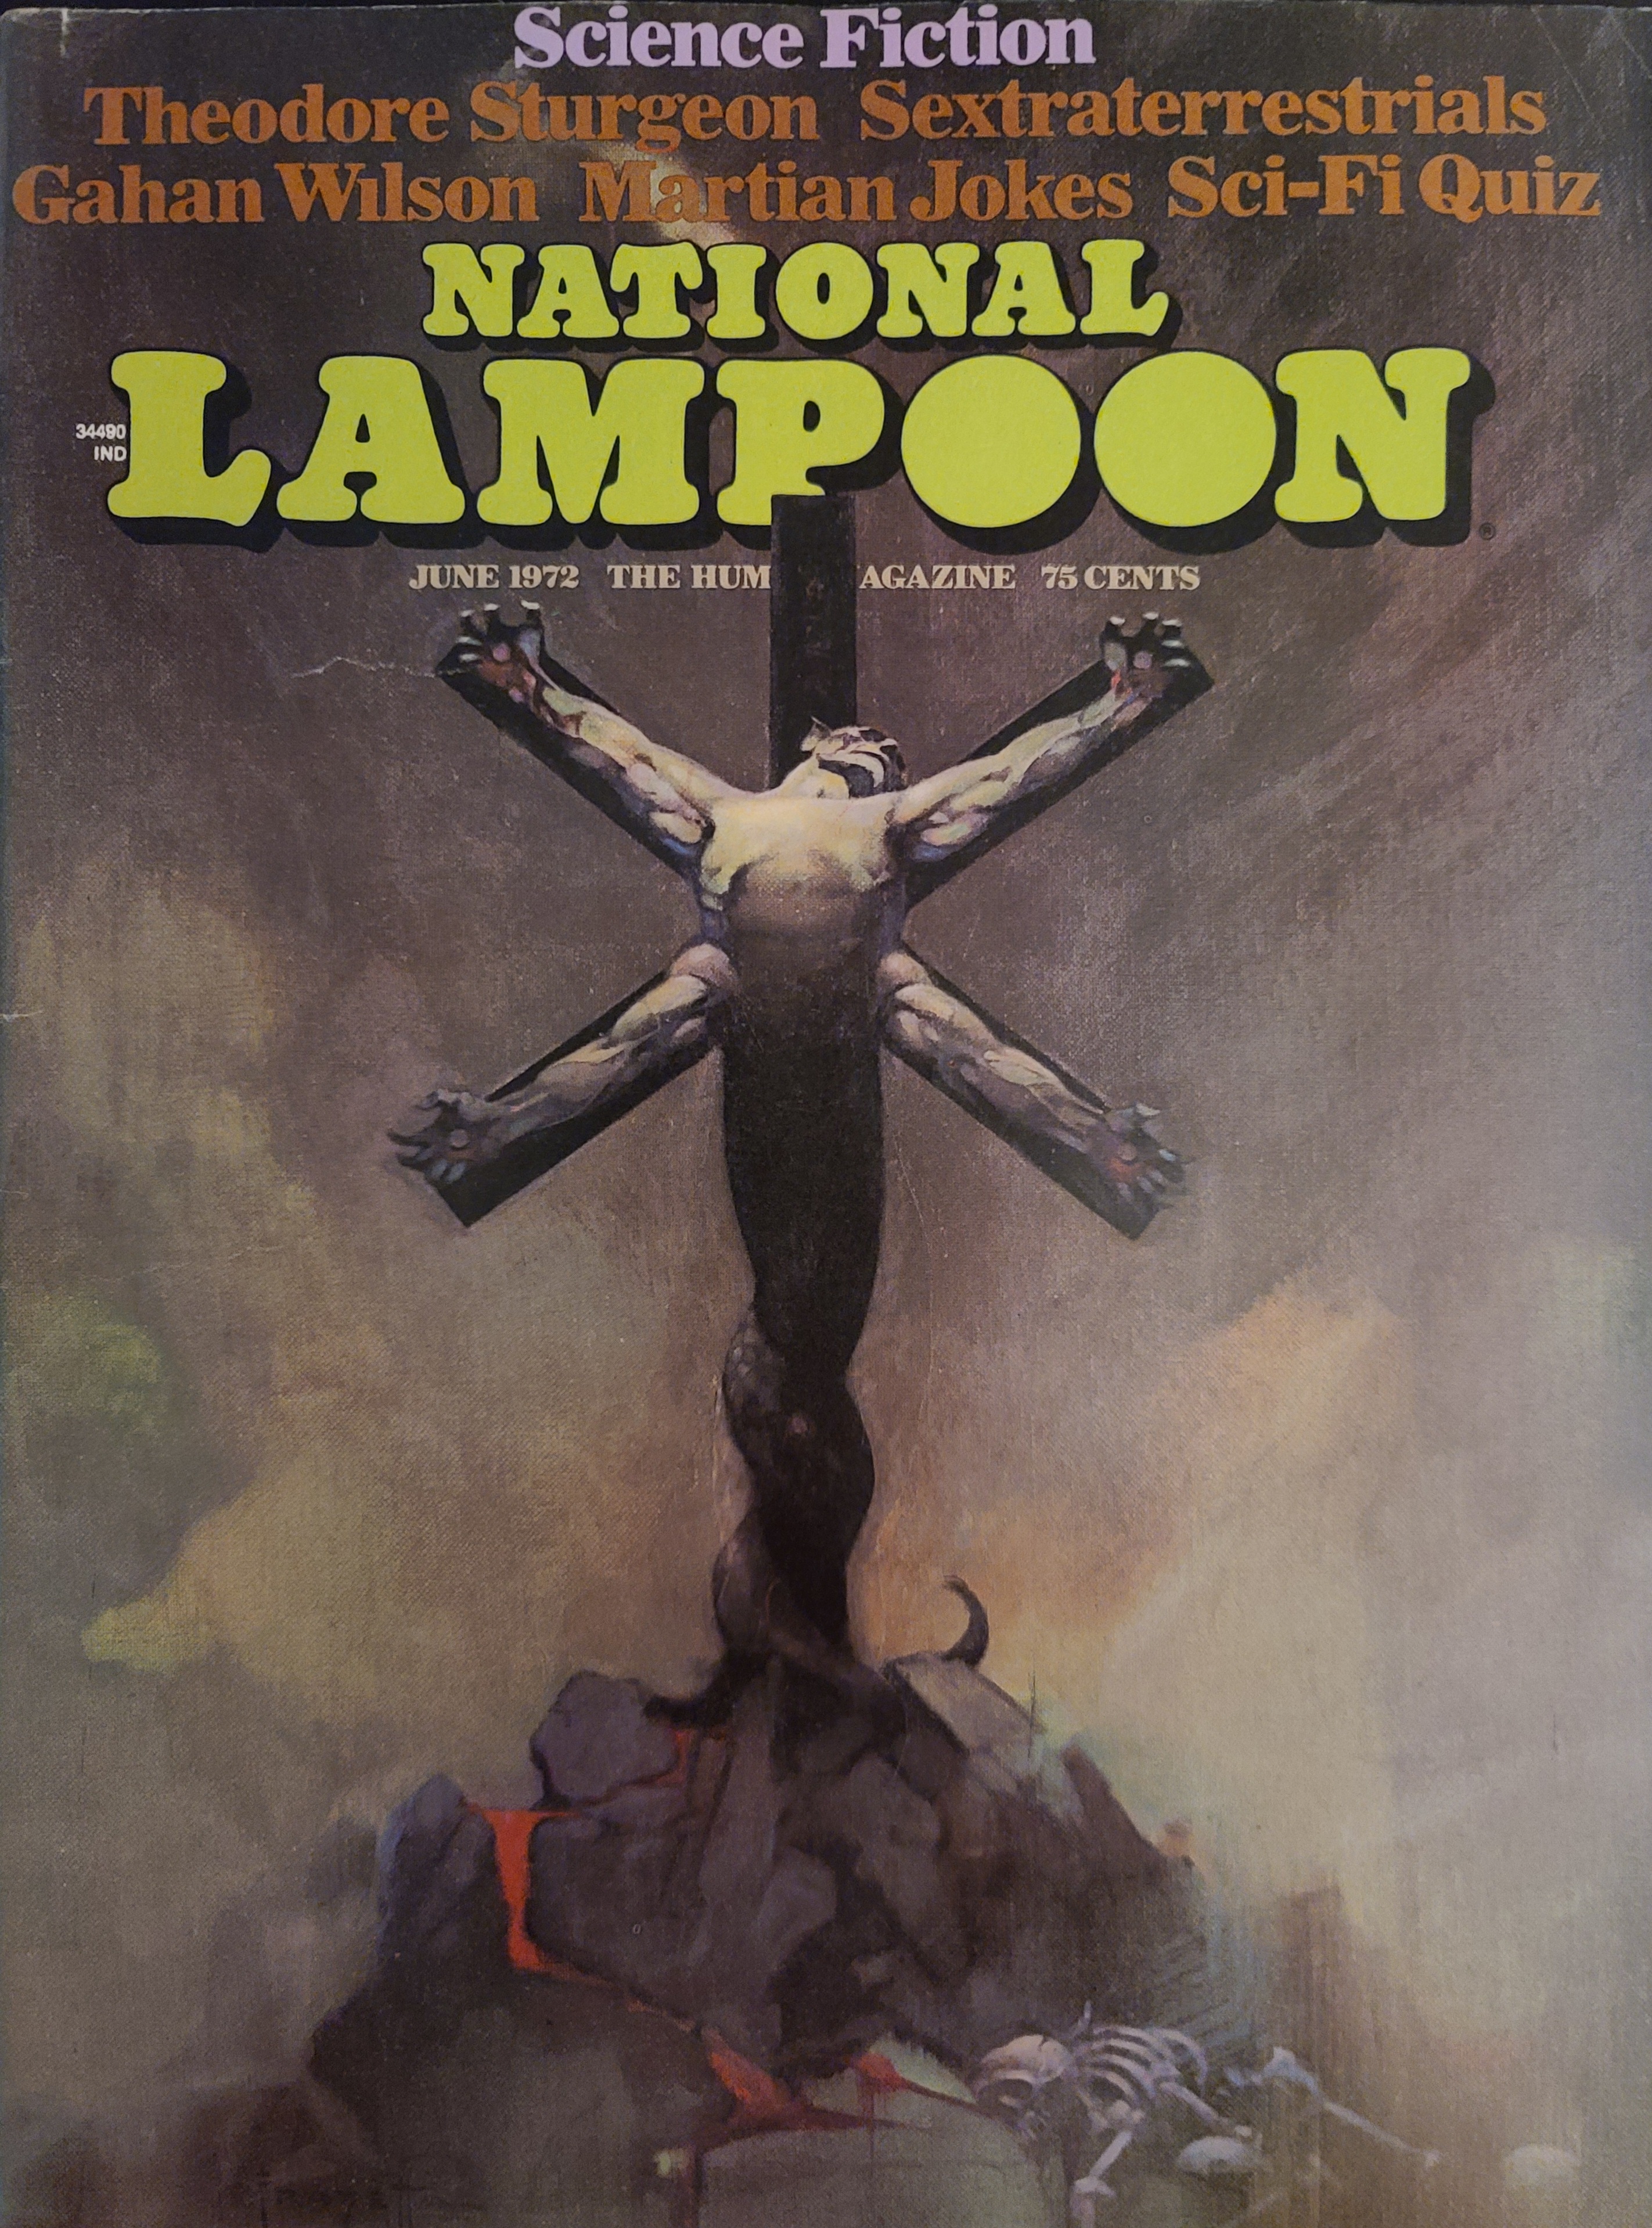 Science Fiction
Theodore Sturgeon Sextraterrestrials
Gahan Wilson Martian Jokes Sci-Fi Quiz
NATIONAL
LAMPOON
34490
IND
®
JUNE 1972 THE HUM AGAZINE 75 CENTS